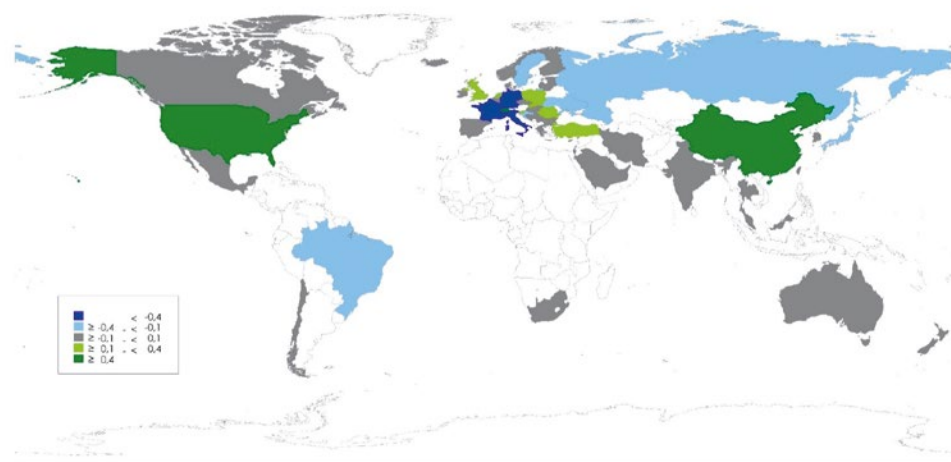 < -0,4
≥ -0,4 - < -0,1
≥ -0,1 - < 0,1
≥ 0,1 - < 0,4
≥ 0,4